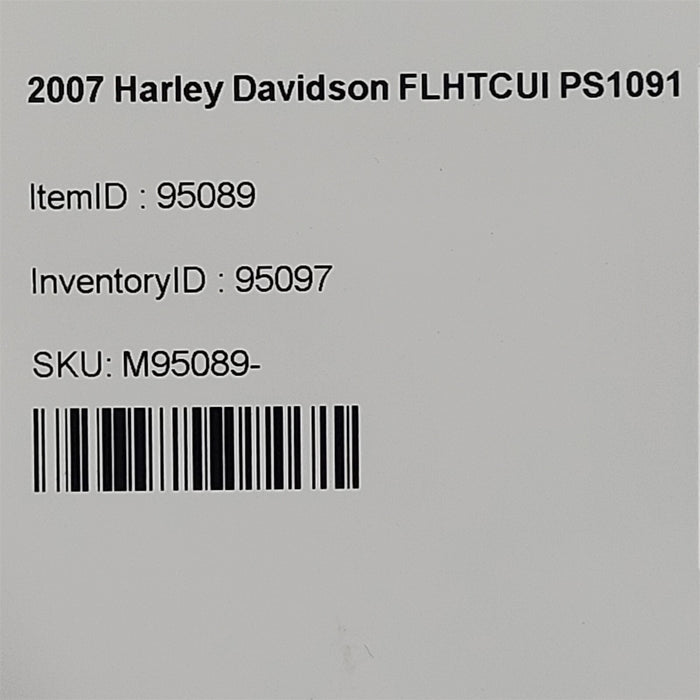 2007 Harley Davidson FLHTCUI PS1091
ItemID : 95089
InventoryID : 95097
SKU: M95089-